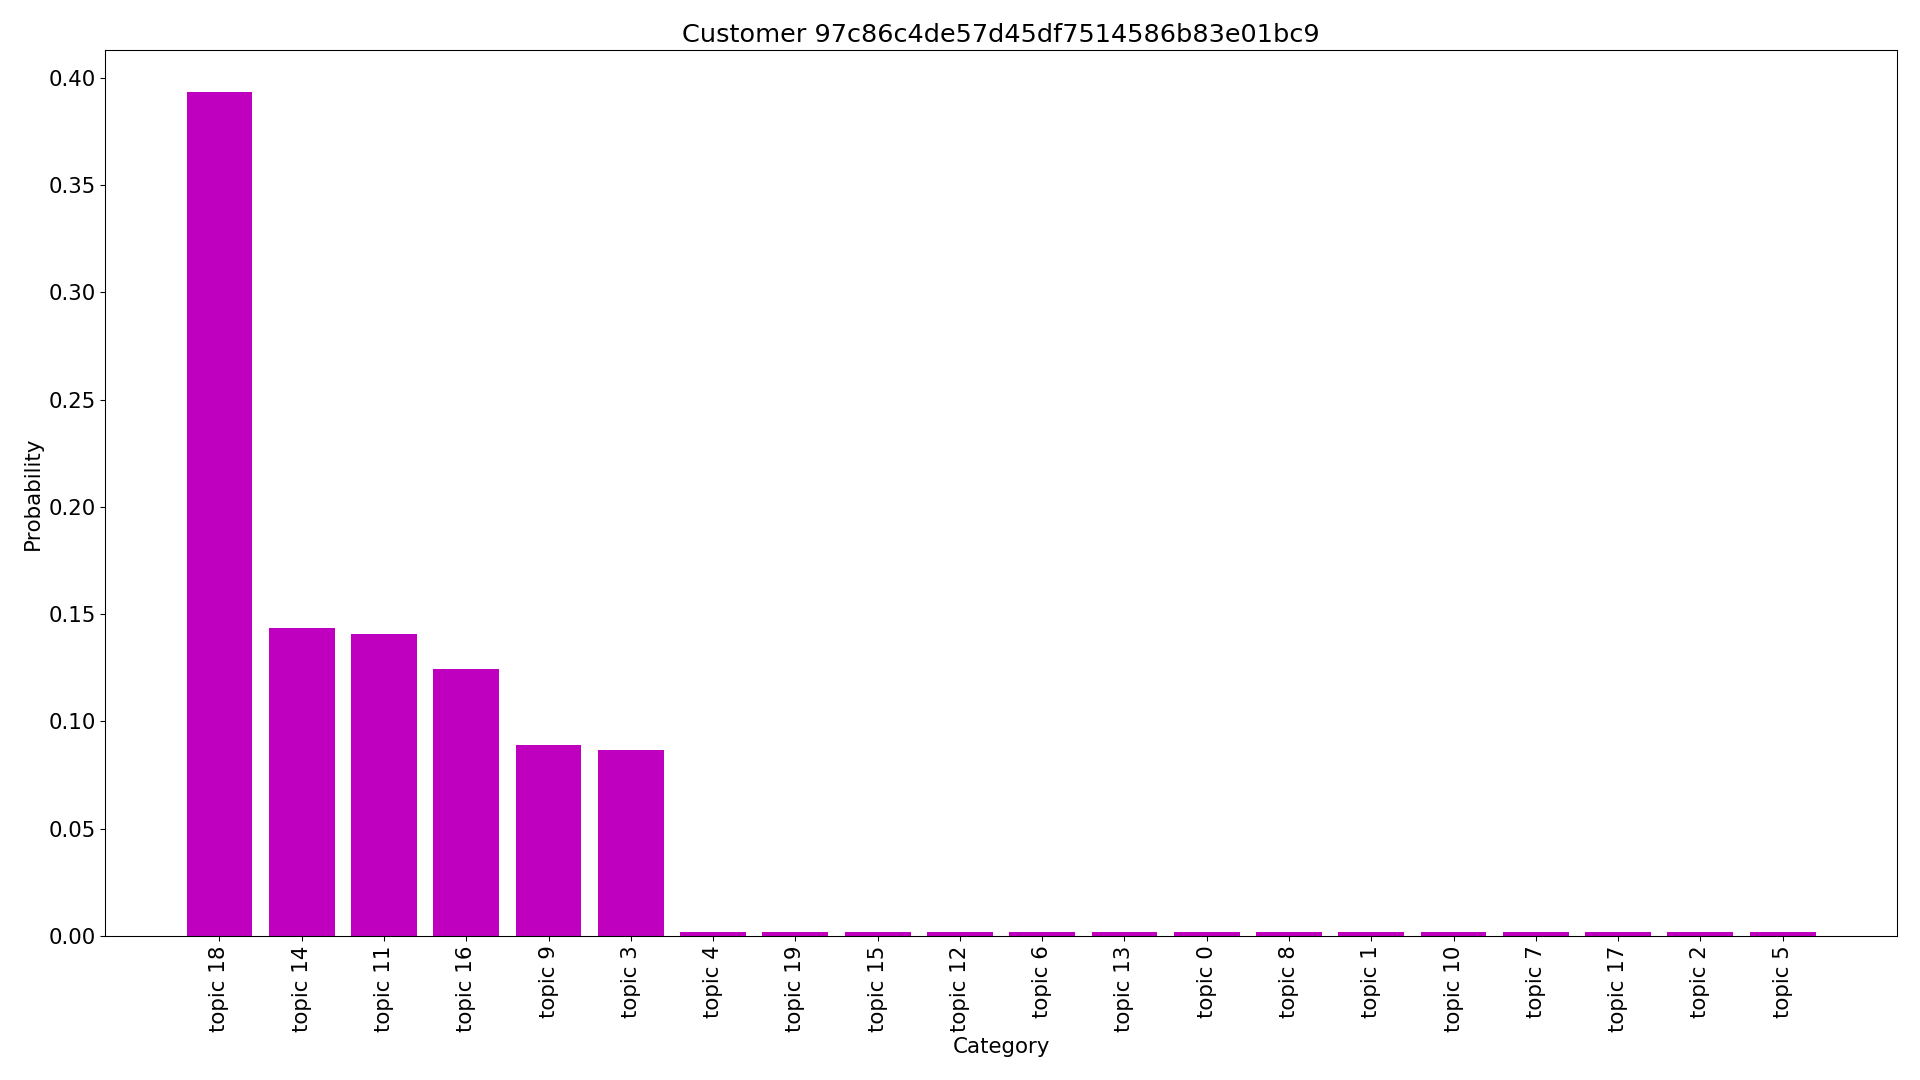 Customer 97c86c4de57d45df7514586b83e01bc9
0.40
0.35
0.30
0.25
0.20
0.15
0.10
0.05
0.00
Probability
topic 18
topic 14
topic 11
topic 16
topic 9
topic 3
topic 4
topic 19
topic 15
topic 12
topic 6
topic 13
topic 0
topic 8
topic 1
topic 10
topic 7
topic 17
topic 2
topic 5
Category